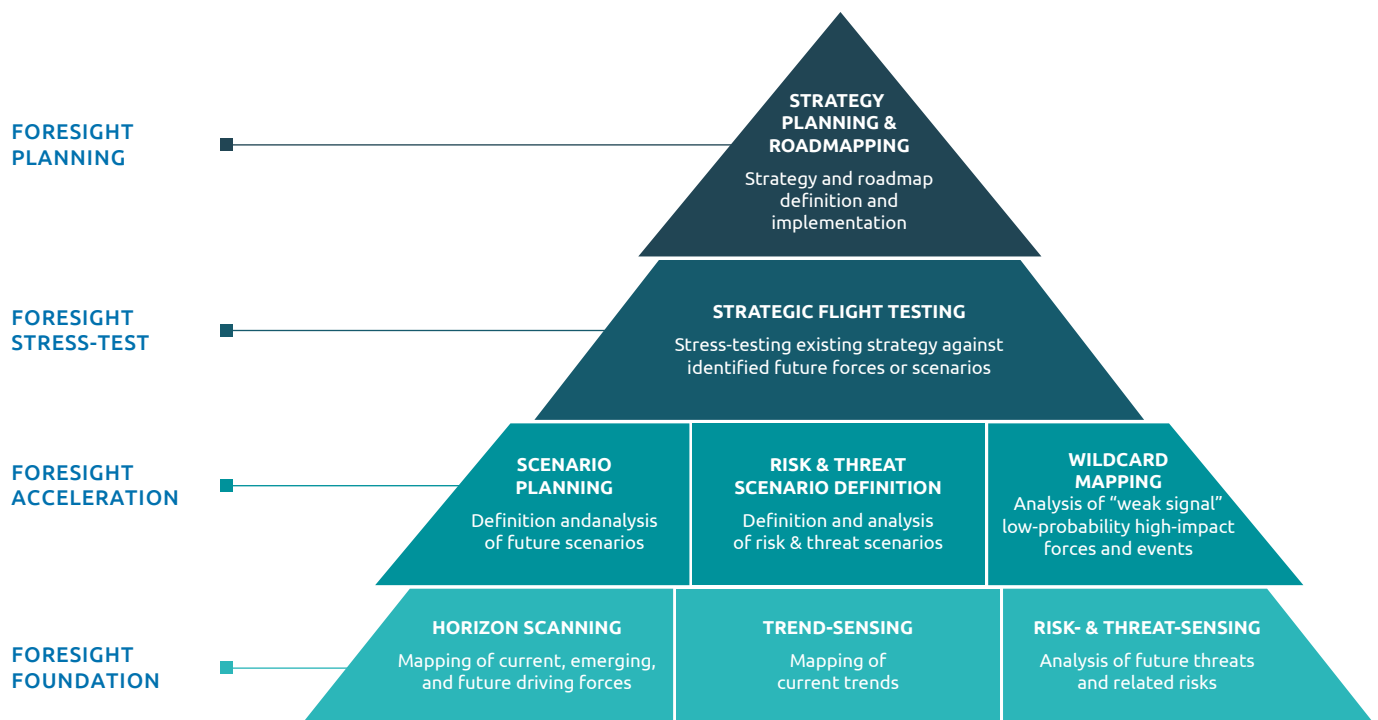 FORESIGHT
PLANNING
STRATEGY
PLANNING &
ROADMAPPING
Strategy and roadmap
definition and
implementation
FORESIGHT
STRESS-TEST
STRATEGIC FLIGHT TESTING
Stress-testing existing strategy against
identified future forces or scenarios
FORESIGHT
ACCELERATION
SCENARIO
PLANNING
Definition andanalysis
of future scenarios
RISK & THREAT
SCENARIO DEFINITION
Definition and analysis
of risk & threat scenarios
WILDCARD
MAPPING
Analysis of “weak signal”
low-probability high-impact
forces and events
FORESIGHT
FOUNDATION
HORIZON SCANNING
Mapping of current, emerging,
and future driving forces
TREND-SENSING
Mapping of
current trends
RISK- & THREAT-SENSING
Analysis of future threats
and related risks